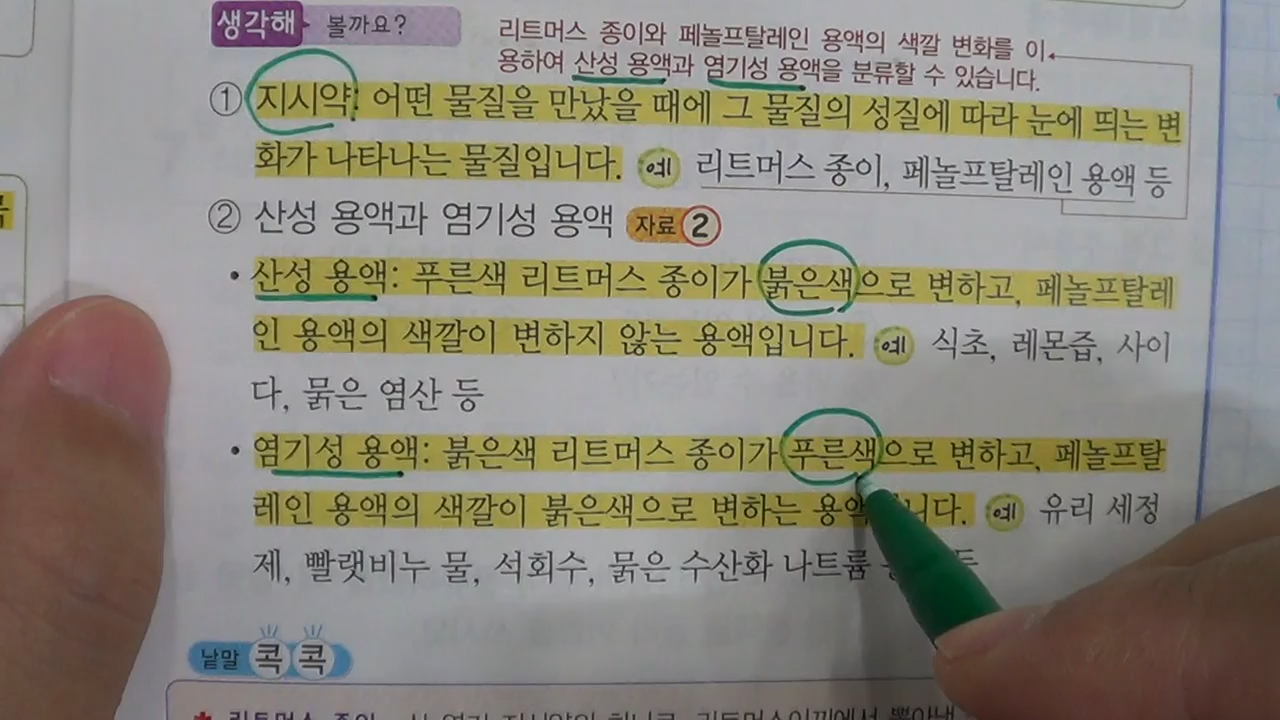 생각해 볼까요?
리트머스 종이와 페놀프탈레인 용액의 색깔 변화를 이
용하여 산성 용액과 염기성 용액을 분류할 수 있습니다.
① 지시약: 어떤 물질을 만났을 때에 그 물질의 성질에 따라 눈에 띄는 변
화가 나타나는 물질입니다. 예 리트머스 종이, 페놀프탈레인 용액 등
② 산성 용액과 염기성 용액 자료 2
• 산성 용액: 푸른색 리트머스 종이가 붉은색으로 변하고, 페놀프탈레
인 용액의 색깔이 변하지 않는 용액입니다. 예 식초, 레몬즙, 사이
다, 묽은 염산 등
• 염기성 용액: 붉은색 리트머스 종이가 푸른색으로 변하고, 페놀프탈
레인 용액의 색깔이 붉은색으로 변하는 용액니다. 예 유리 세정
제, 빨랫비누 물, 석회수, 묽은 수산화 나트륨 등
낱말 콕콕
* 리트머스 종이